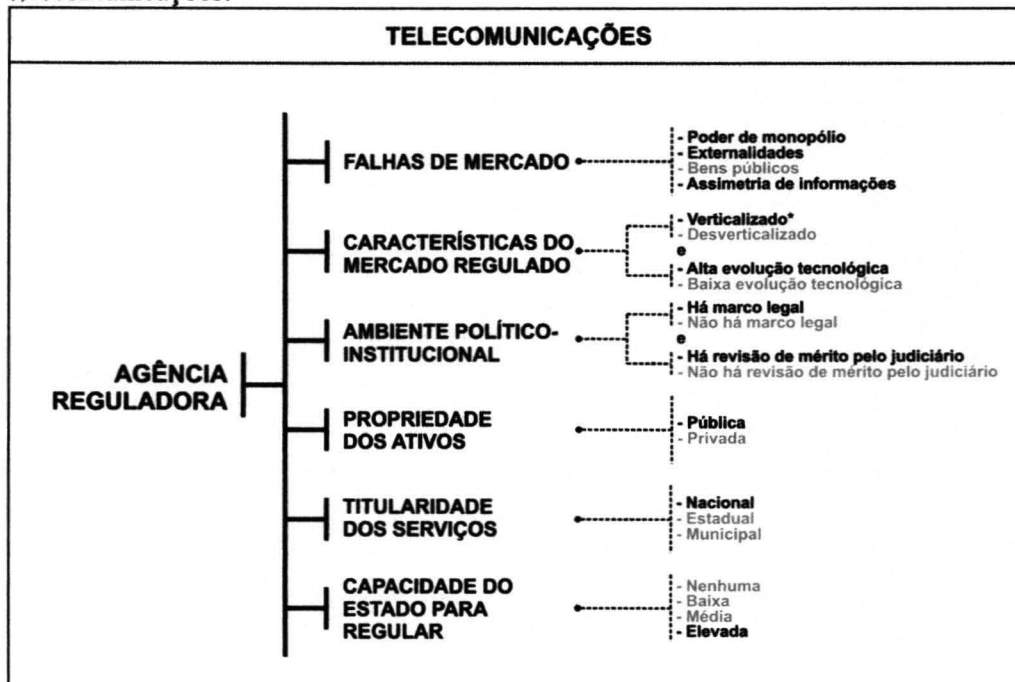 TELECOMUNICAÇÕES
AGÊNCIA
REGULADORA
FALHAS DE MERCADO
- Poder de monopólio
- Externalidades
- Bens públicos
- Assimetria de informações
CARACTERÍSTICAS DO
MERCADO REGULADO
- Verticalizado*
- Desverticalizado
e
- Alta evolução tecnológica
- Baixa evolução tecnológica
AMBIENTE POLÍTICO-
INSTITUCIONAL
- Há marco legal
- Não há marco legal
e
- Há revisão de mérito pelo judiciário
- Não há revisão de mérito pelo judiciário
PROPRIEDADE
DOS ATIVOS
- Pública
- Privada
TITULARIDADE
DOS SERVIÇOS
- Nacional
- Estadual
- Municipal
CAPACIDADE DO
ESTADO PARA
REGULAR
- Nenhuma
- Baixa
- Média
- Elevada